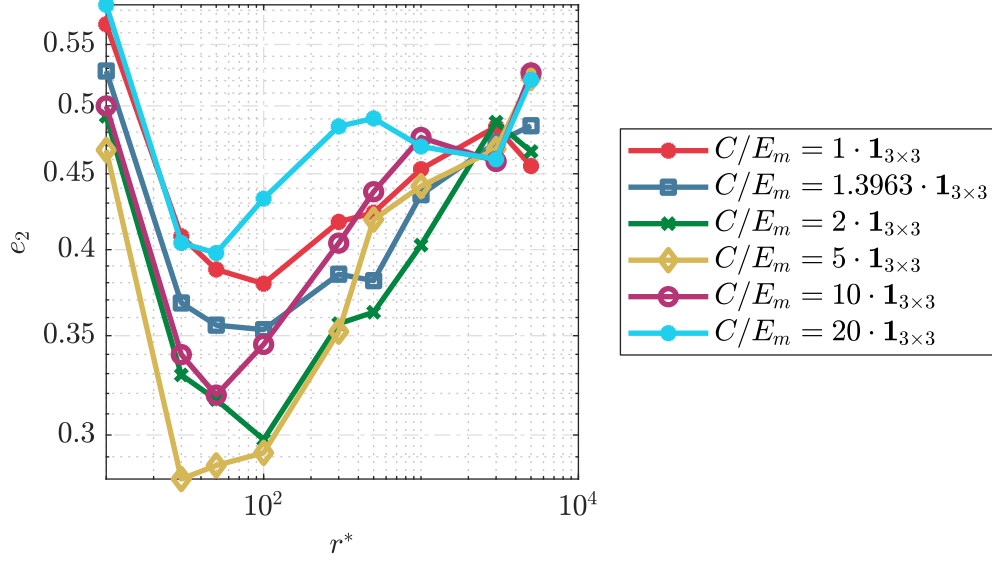 0.55
0.5
0.45
0.4
0.35
0.3
e₂
10²
10⁴
r*
C/Eₘ = 1 · 𝟏₃ₓ₃
C/Eₘ = 1.3963 · 𝟏₃ₓ₃
C/Eₘ = 2 · 𝟏₃ₓ₃
C/Eₘ = 5 · 𝟏₃ₓ₃
C/Eₘ = 10 · 𝟏₃ₓ₃
C/Eₘ = 20 · 𝟏₃ₓ₃